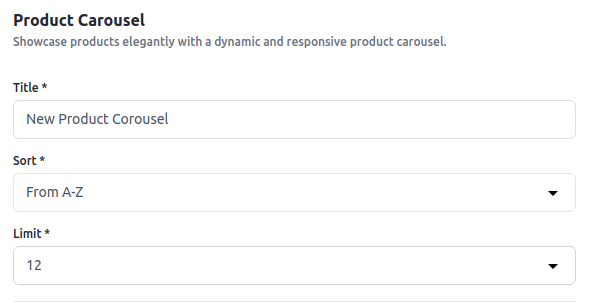 Product Carousel
Showcase products elegantly with a dynamic and responsive product carousel.
Title *
New Product Corousel
Sort *
From A-Z
Limit *
12